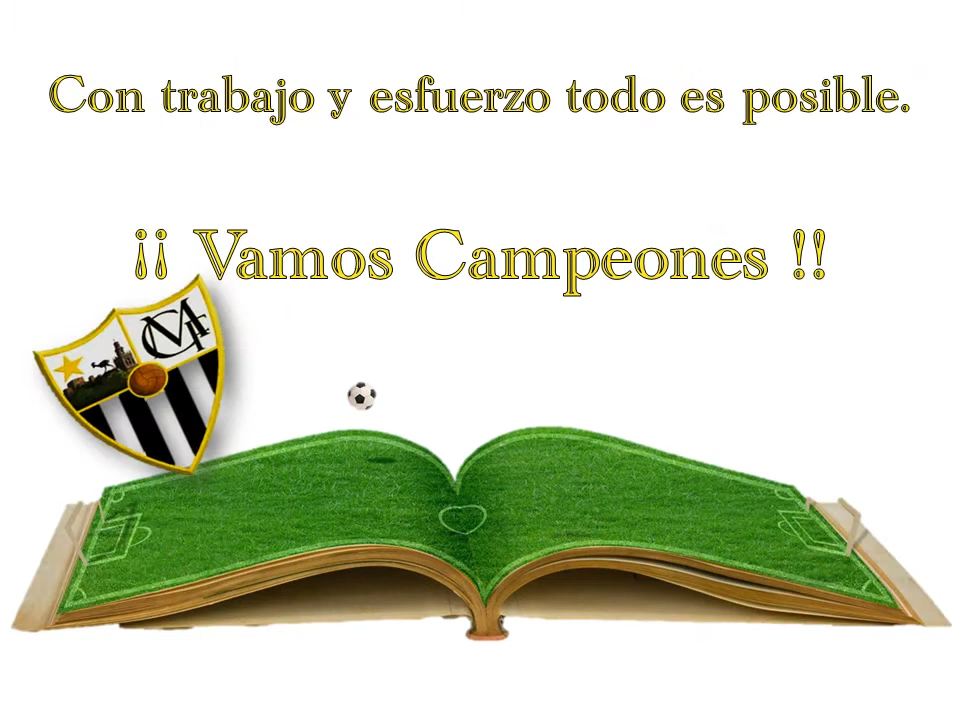 Con trabajo y esfuerzo todo es posible.
¡¡ Vamos Campeones !!